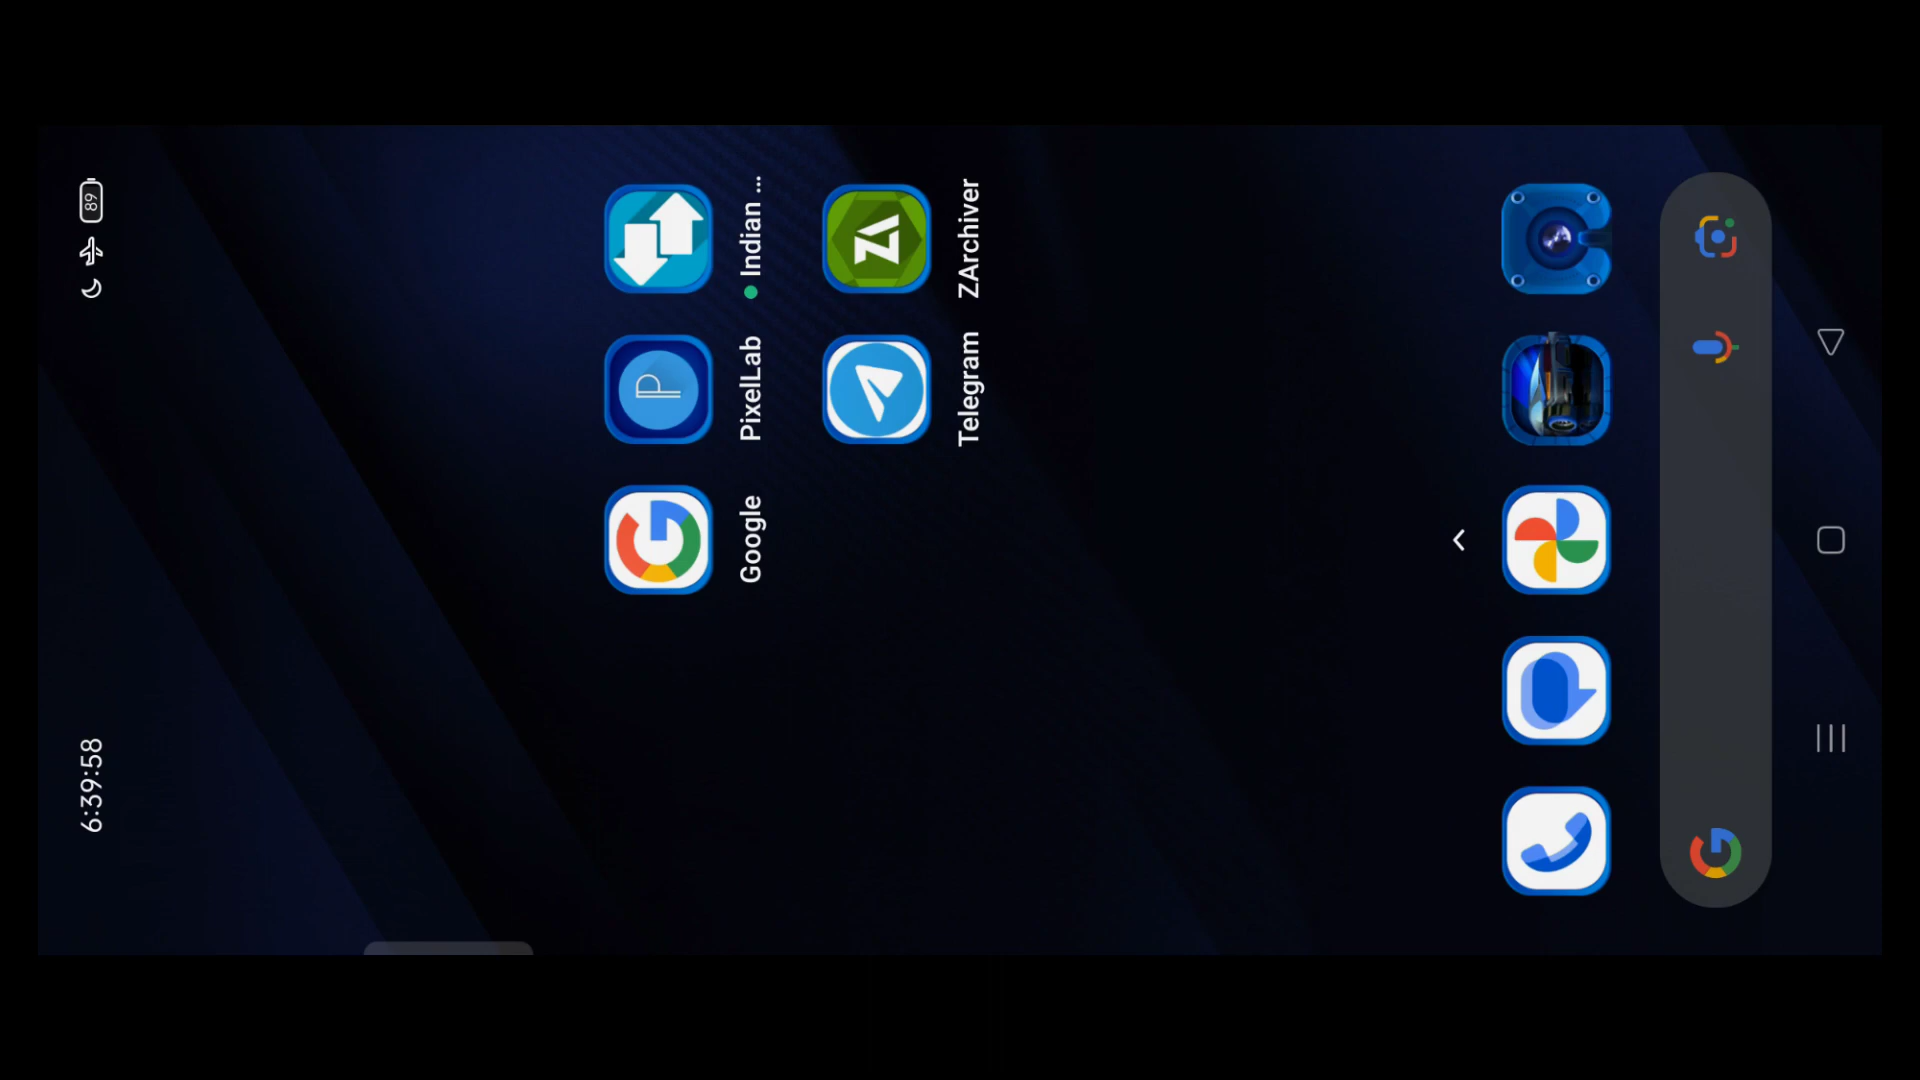 6:39:58
89
Google
PixelLab
Indian ...
Telegram
ZArchiver